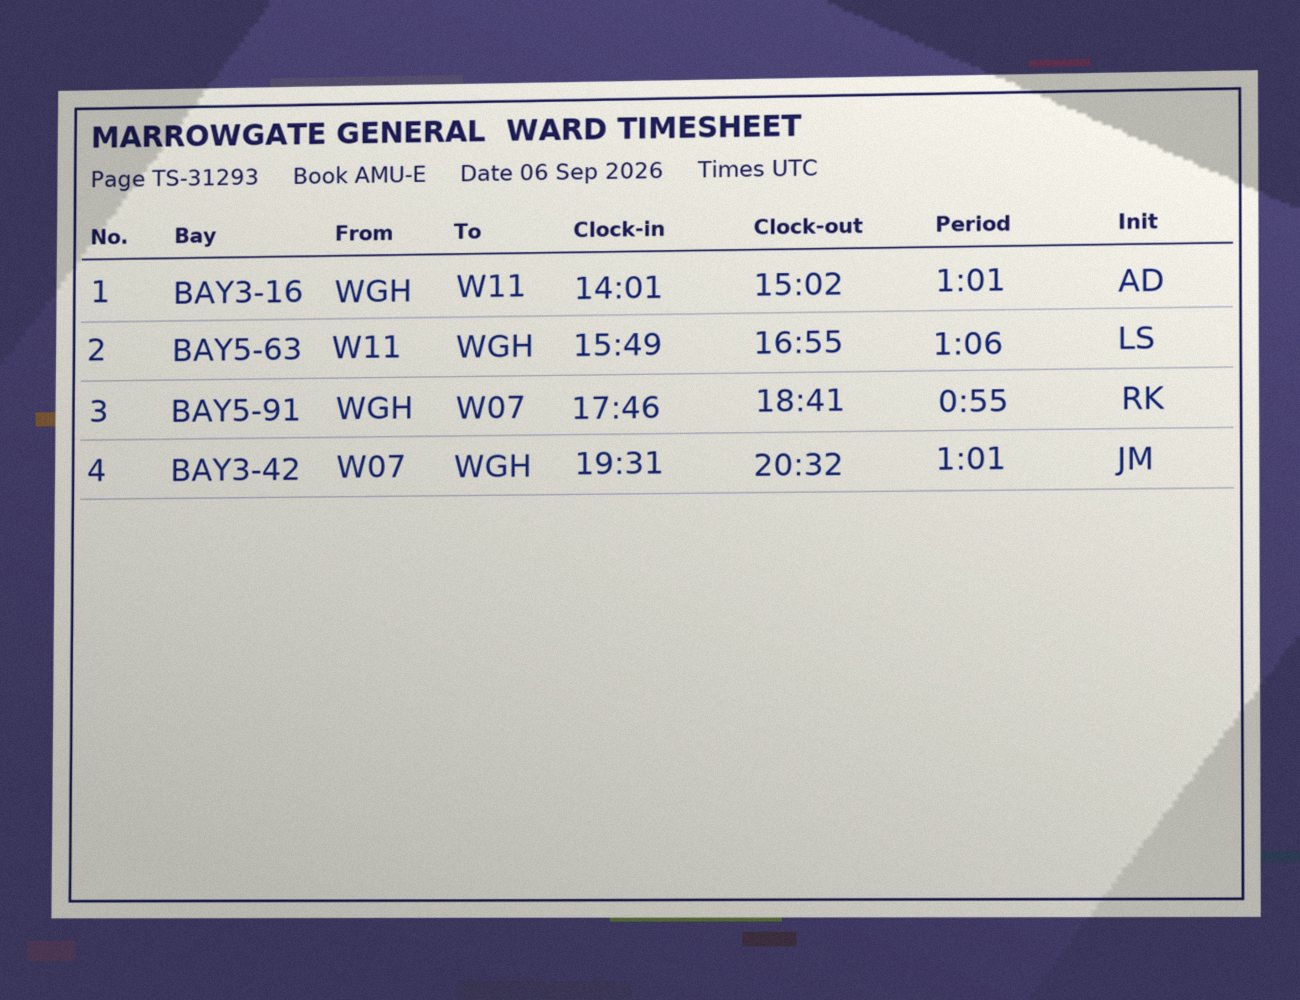 MARROWGATE GENERAL WARD TIMESHEET
Page TS-31293 Book AMU-E Date 06 Sep 2026 Times UTC
No. Bay From To Clock-in Clock-out Period Init
1 BAY3-16 WGH W11 14:01 15:02 1:01 AD
2 BAY5-63 W11 WGH 15:49 16:55 1:06 LS
3 BAY5-91 WGH W07 17:46 18:41 0:55 RK
4 BAY3-42 W07 WGH 19:31 20:32 1:01 JM